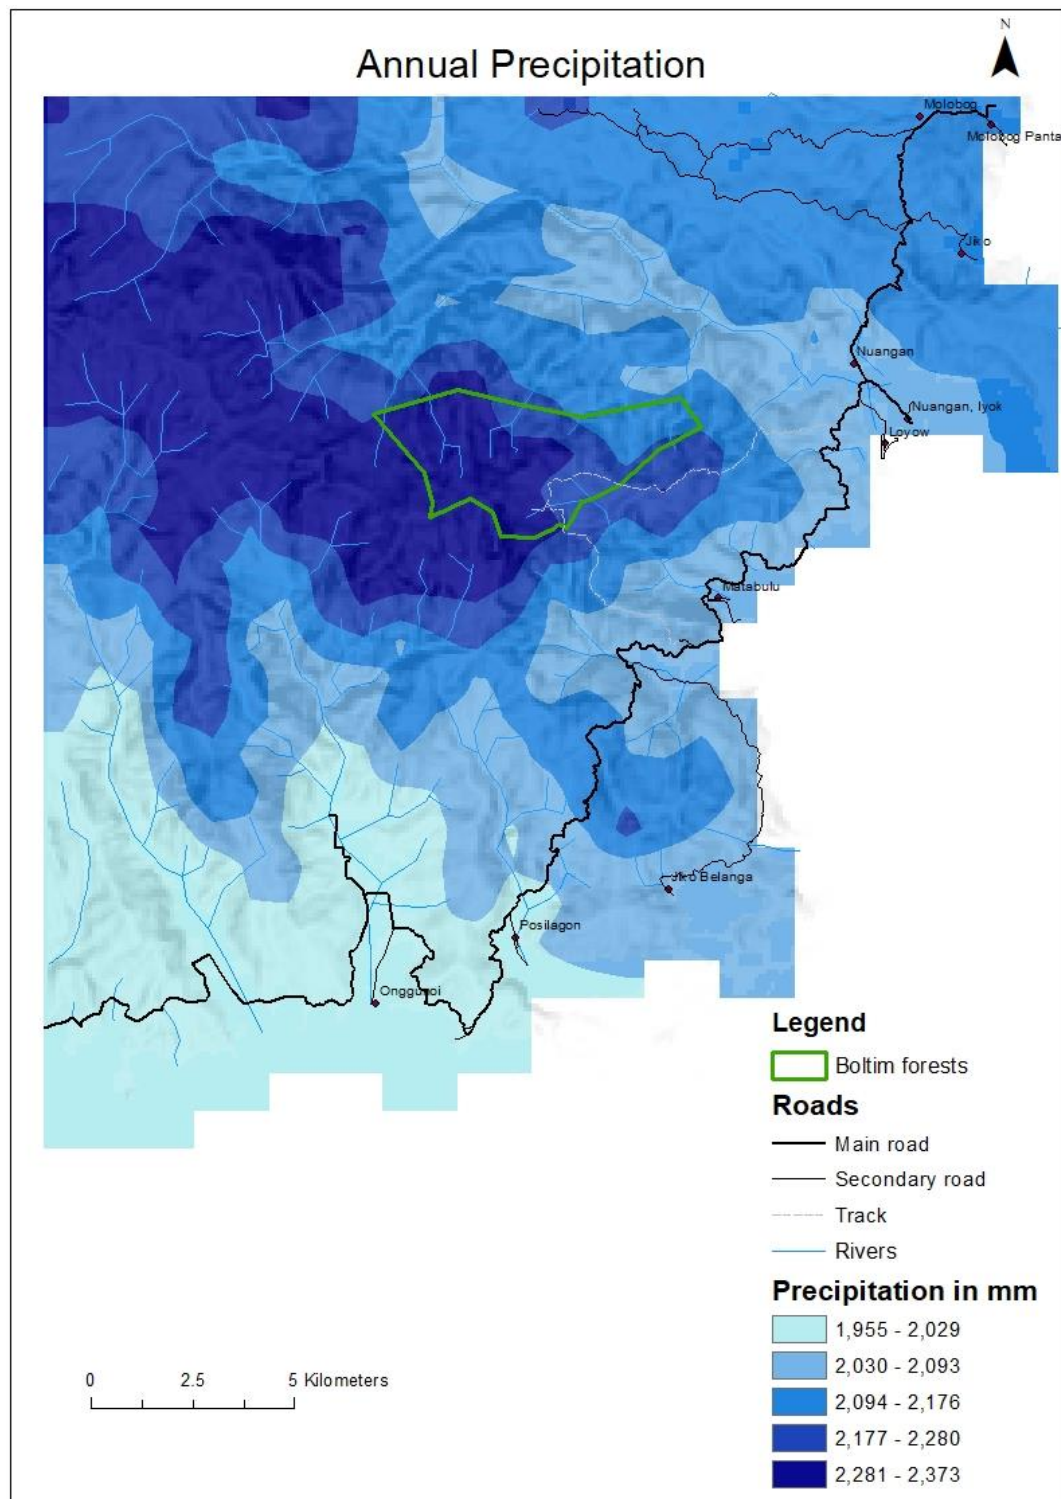 N
Annual Precipitation
Molobog
Molobog Panta
Jiko
Nuangan
Nuangan, Iyok
Loyow
Matabulu
Jiko Belanga
Posilagon
Onggunoi
Legend
Boltim forests
Roads
Main road
Secondary road
Track
Rivers
Precipitation in mm
1,955 - 2,029
2,030 - 2,093
2,094 - 2,176
2,177 - 2,280
2,281 - 2,373
0 2.5 5 Kilometers